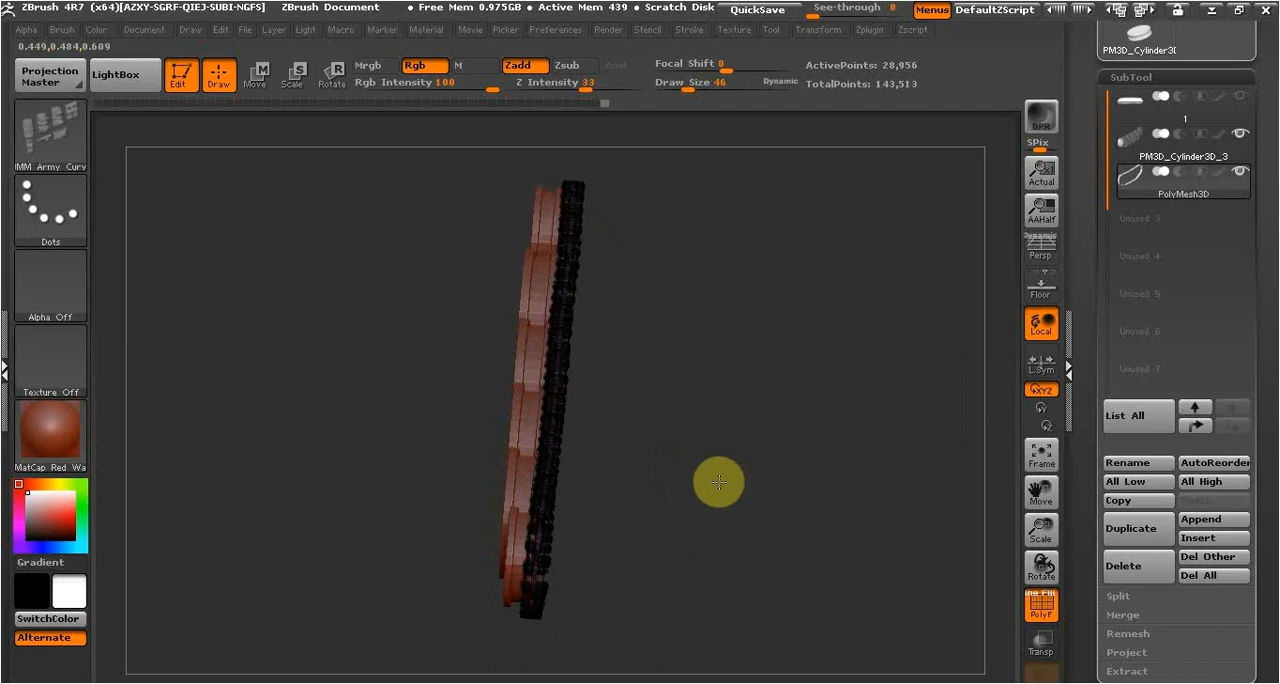 ZBrush 4R7 (x64)[AZXY-SGRF-QIEJ-SUBI-NGFS] ZBrush Document • Free Mem 0.975GB • Active Mem 439 • Scratch Disk QuickSave See-through 0 Menus DefaultZScript
Alpha Brush Color Document Draw Edit File Layer Light Macro Marker Material Movie Picker Preferences Render Stencil Stroke Texture Tool Transform Zplugin Zscript
0.449,0.484,0.609
PM3D_Cylinder3(
Projection Master
LightBox
Edit Draw Move Scale Rotate
Mrgb Rgb M Zadd Zsub
Rgb Intensity 100 Z Intensity 33
Focal Shift 0
Draw Size 46 Dynamic
ActivePoints: 28,956
TotalPoints: 143,513
IMM Army Curv
Dots
Alpha Off
Texture Off
MatCap Red Wa
Gradient
SwitchColor
Alternate
BPR
SPix
Actual
AAHalf
Dynamic
Persp
Floor
Local
L.Sym
XYZ
Frame
Move
Scale
Rotate
PolyF
Transp
SubTool
1
PM3D_Cylinder3D_3
PolyMesh3D
Unused 3
Unused 4
Unused 5
Unused 6
Unused 7
List All
Rename AutoReorder
All Low All High
Copy
Duplicate Append
Insert
Delete Del Other
Del All
Split
Merge
Remesh
Project
Extract